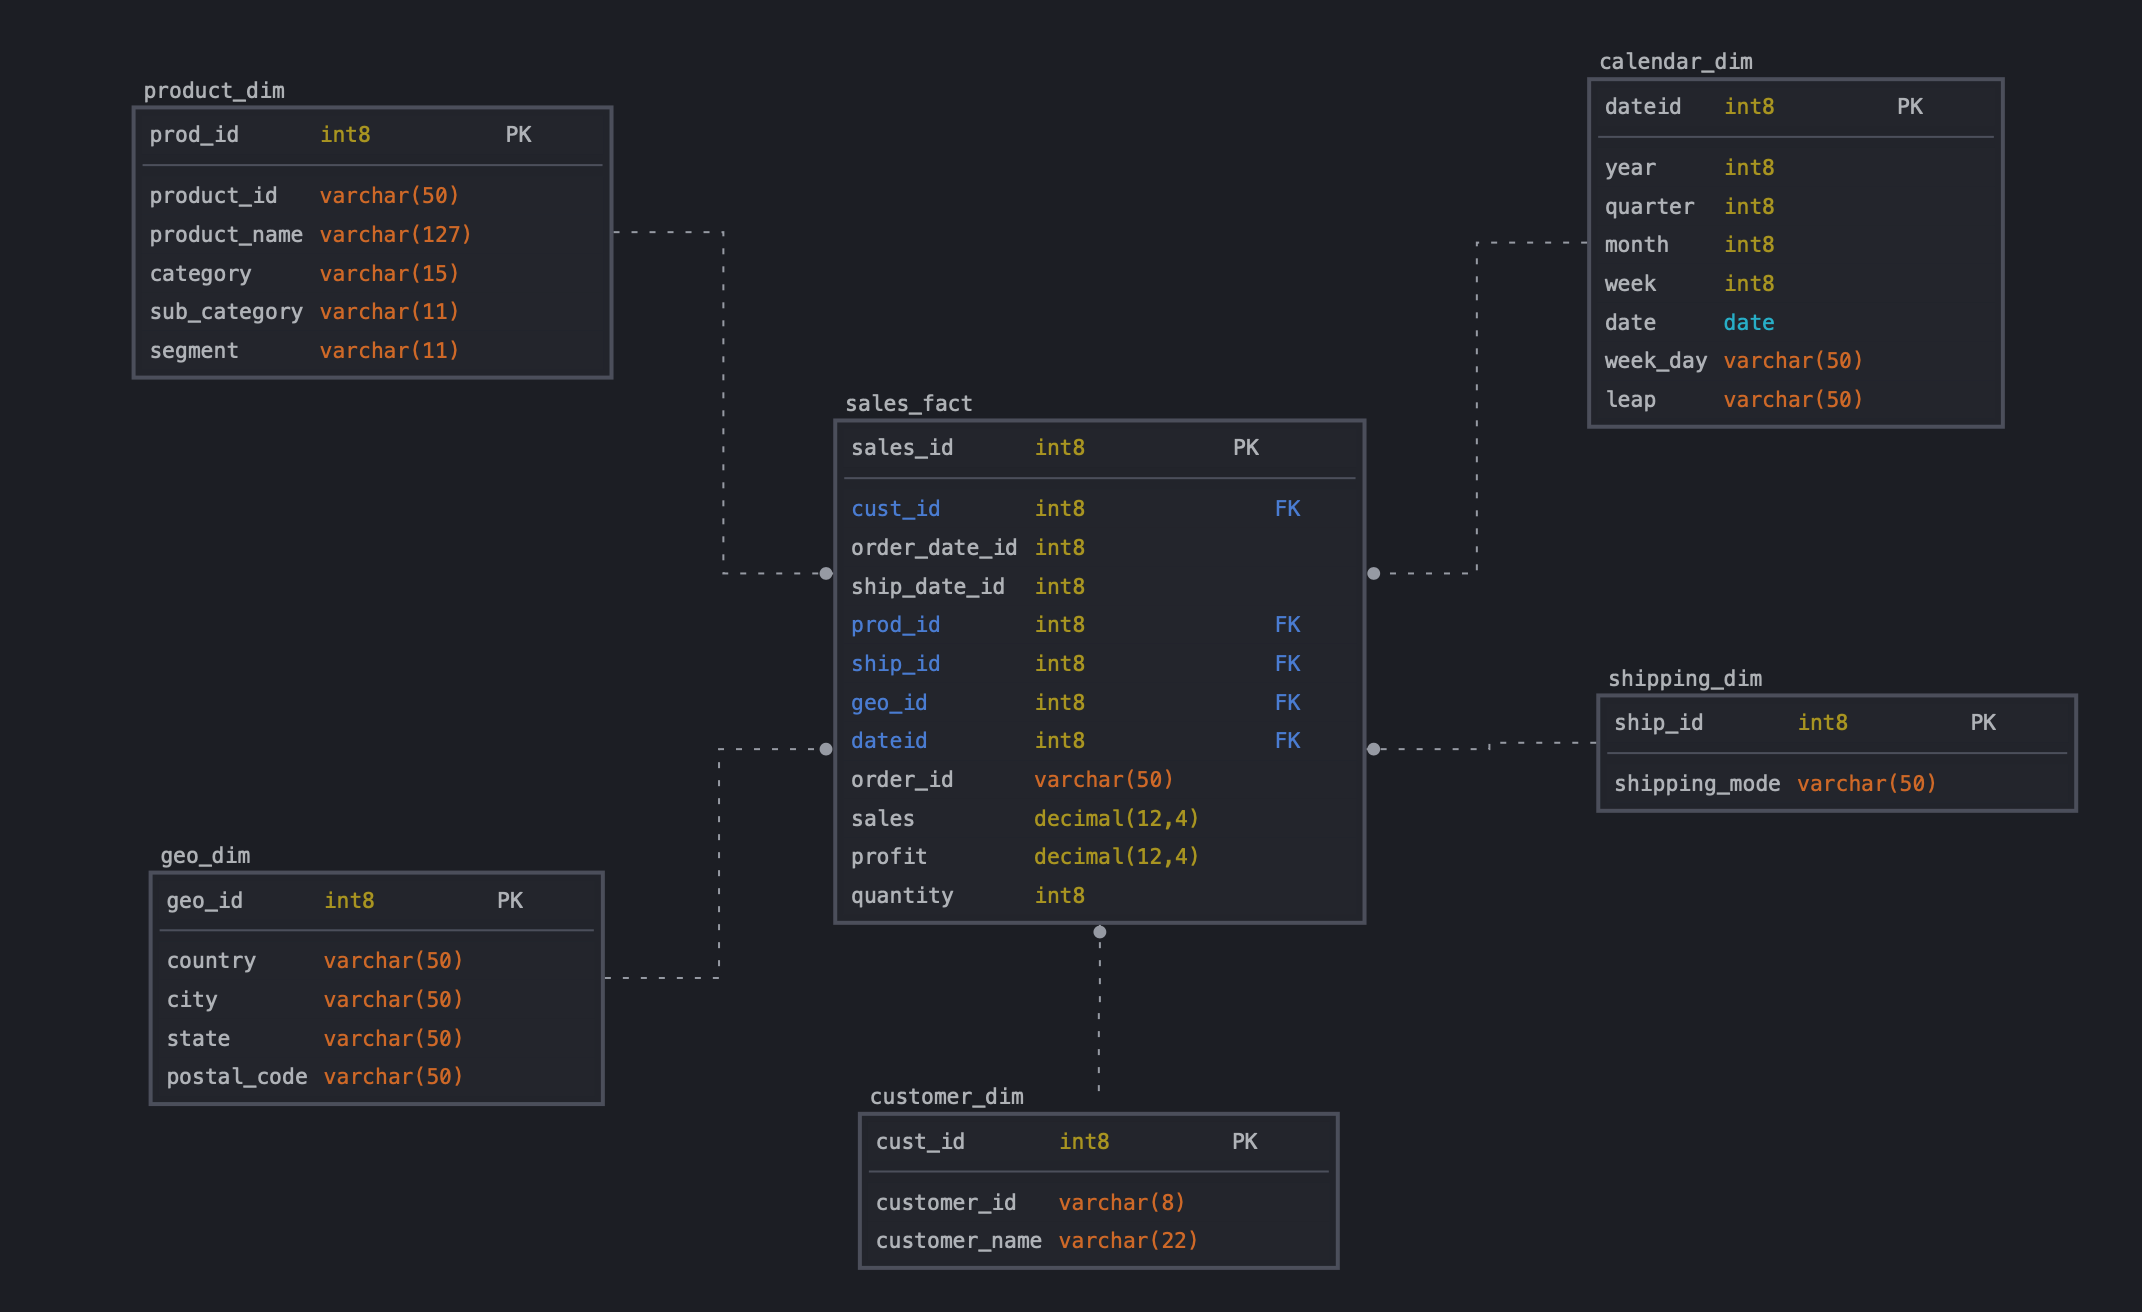 product_dim
prod_id int8 PK
product_id varchar(50)
product_name varchar(127)
category varchar(15)
sub_category varchar(11)
segment varchar(11)
calendar_dim
dateid int8 PK
year int8
quarter int8
month int8
week int8
date date
week_day varchar(50)
leap varchar(50)
sales_fact
sales_id int8 PK
cust_id int8 FK
order_date_id int8
ship_date_id int8
prod_id int8 FK
ship_id int8 FK
geo_id int8 FK
dateid int8 FK
order_id varchar(50)
sales decimal(12,4)
profit decimal(12,4)
quantity int8
shipping_dim
ship_id int8 PK
shipping_mode varchar(50)
geo_dim
geo_id int8 PK
country varchar(50)
city varchar(50)
state varchar(50)
postal_code varchar(50)
customer_dim
cust_id int8 PK
customer_id varchar(8)
customer_name varchar(22)